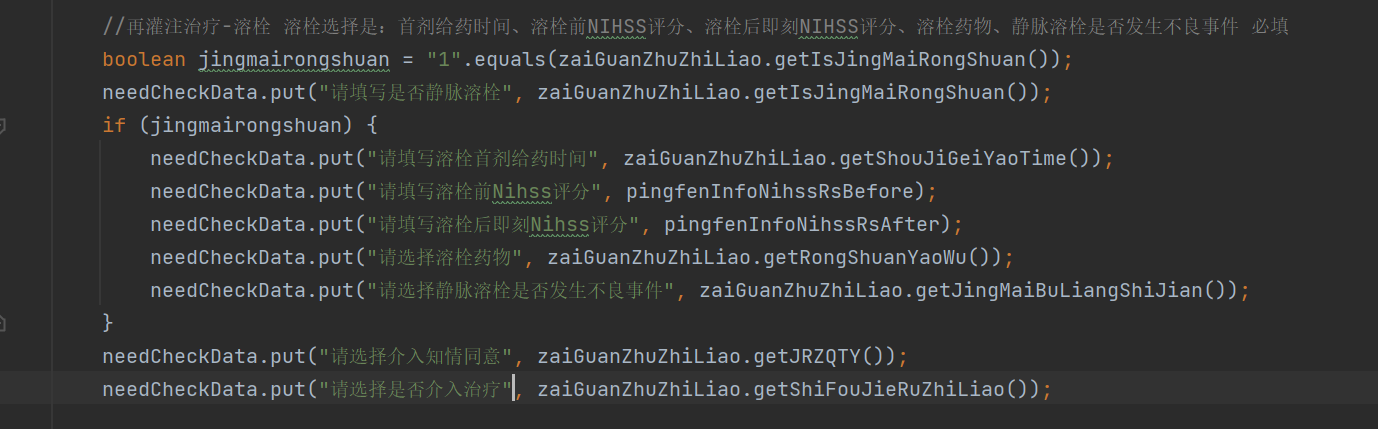 //再灌注治疗-溶栓 溶栓选择是：首剂给药时间、溶栓前NIHSS评分、溶栓后即刻NIHSS评分、溶栓药物、静脉溶栓是否发生不良事件 必填
boolean jingmairongshuan = "1".equals(zaiGuanZhuZhiLiao.getIsJingMaiRongShuan());
needCheckData.put("请填写是否静脉溶栓", zaiGuanZhuZhiLiao.getIsJingMaiRongShuan());
if (jingmairongshuan) {
    needCheckData.put("请填写溶栓首剂给药时间", zaiGuanZhuZhiLiao.getShouJiGeiYaoTime());
    needCheckData.put("请填写溶栓前Nihss评分", pingfenInfoNihssRsBefore);
    needCheckData.put("请填写溶栓后即刻Nihss评分", pingfenInfoNihssRsAfter);
    needCheckData.put("请选择溶栓药物", zaiGuanZhuZhiLiao.getRongShuanYaoWu());
    needCheckData.put("请选择静脉溶栓是否发生不良事件", zaiGuanZhuZhiLiao.getJingMaiBuLiangShiJian());
}
needCheckData.put("请选择介入知情同意", zaiGuanZhuZhiLiao.getJRZQTY());
needCheckData.put("请选择是否介入治疗", zaiGuanZhuZhiLiao.getShiFouJieRuZhiLiao());